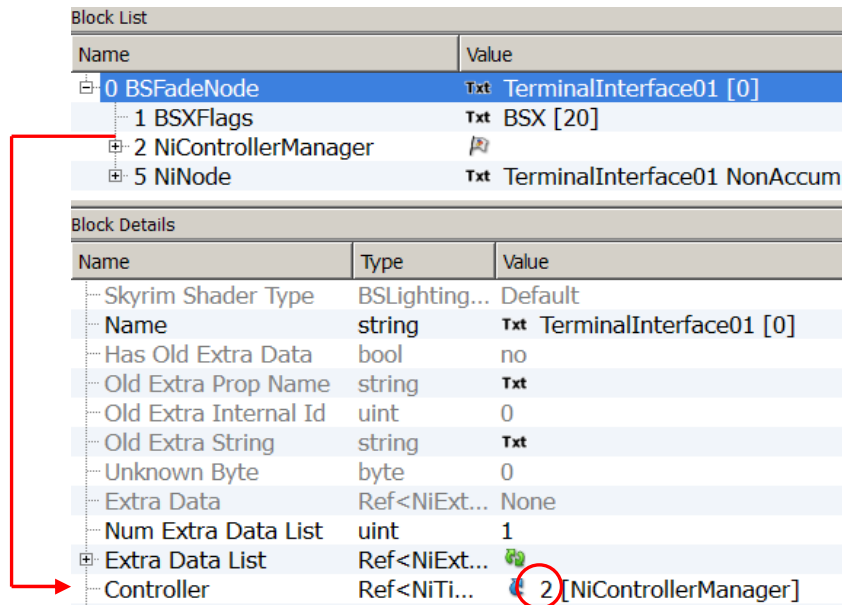 Block List
Name Value
0 BSFadeNode Txt TerminalInterface01 [0]
1 BSXFlags Txt BSX [20]
2 NiControllerManager
5 NiNode Txt TerminalInterface01 NonAccum
Block Details
Name Type Value
Skyrim Shader Type BSLighting... Default
Name string Txt TerminalInterface01 [0]
Has Old Extra Data bool no
Old Extra Prop Name string Txt
Old Extra Internal Id uint 0
Old Extra String string Txt
Unknown Byte byte 0
Extra Data Ref<NiExt... None
Num Extra Data List uint 1
Extra Data List Ref<NiExt...
Controller Ref<NiTi... 2 [NiControllerManager]